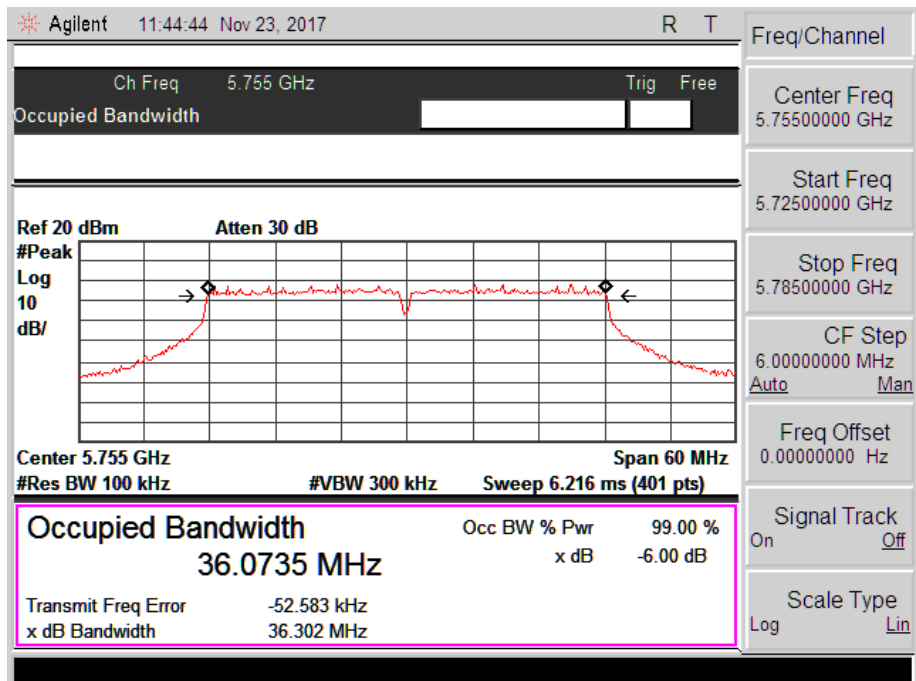 Agilent 11:44:44 Nov 23, 2017 R T
Freq/Channel
Ch Freq 5.755 GHz Trig Free
Occupied Bandwidth
Center Freq
5.75500000 GHz
Start Freq
5.72500000 GHz
Stop Freq
5.78500000 GHz
CF Step
6.00000000 MHz
Auto Man
Freq Offset
0.00000000 Hz
Signal Track
On Off
Scale Type
Log Lin
Ref 20 dBm Atten 30 dB
#Peak
Log
10
dB/
Center 5.755 GHz Span 60 MHz
#Res BW 100 kHz #VBW 300 kHz Sweep 6.216 ms (401 pts)
Occupied Bandwidth Occ BW % Pwr 99.00 %
36.0735 MHz x dB -6.00 dB
Transmit Freq Error -52.583 kHz
x dB Bandwidth 36.302 MHz